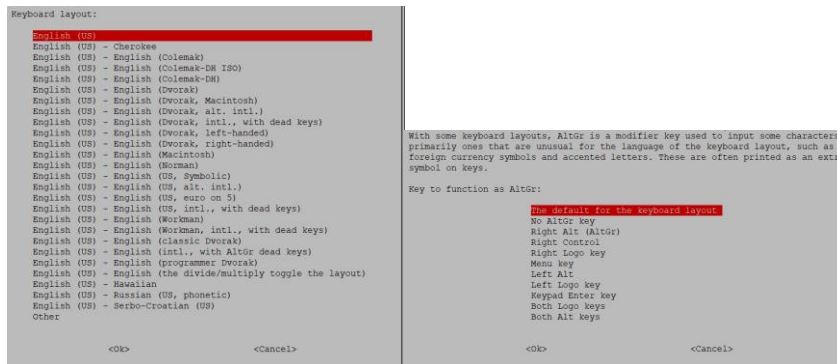 Keyboard layout:
English (US)
English (US) - Cherokee
English (US) - English (Colemak)
English (US) - English (Colemak-DH ISO)
English (US) - English (Colemak-DH)
English (US) - English (Dvorak)
English (US) - English (Dvorak, Macintosh)
English (US) - English (Dvorak, alt. intl.)
English (US) - English (Dvorak, intl., with dead keys)
English (US) - English (Dvorak, left-handed)
English (US) - English (Dvorak, right-handed)
English (US) - English (Macintosh)
English (US) - English (Norman)
English (US) - English (US, Symbolic)
English (US) - English (US, alt. intl.)
English (US) - English (US, euro on 5)
English (US) - English (US, intl., with dead keys)
English (US) - English (Workman)
English (US) - English (Workman, intl., with dead keys)
English (US) - English (classic Dvorak)
English (US) - English (intl., with AltGr dead keys)
English (US) - English (programmer Dvorak)
English (US) - English (the divide/multiply toggle the layout)
English (US) - Hawaiian
English (US) - Russian (US, phonetic)
English (US) - Serbo-Croatian (US)
Other
<Ok> <Cancel>
With some keyboard layouts, AltGr is a modifier key used to input some characters
primarily ones that are unusual for the language of the keyboard layout, such as
foreign currency symbols and accented letters. These are often printed as an extr
symbol on keys.
Key to function as AltGr:
The default for the keyboard layout
No AltGr key
Right Alt (AltGr)
Right Control
Right Logo key
Menu key
Left Alt
Left Logo key
Keypad Enter key
Both Logo keys
Both Alt keys
<Ok> <Cancel>